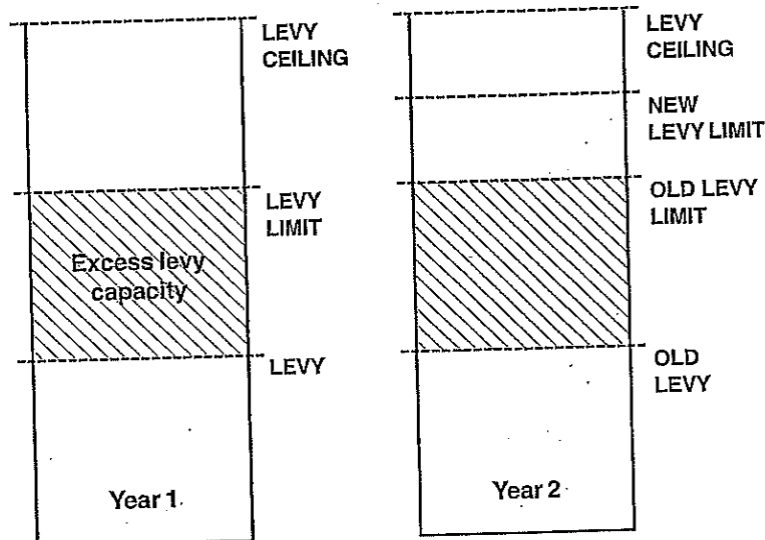 LEVY
CEILING
LEVY
LIMIT
Excess levy
capacity
LEVY
Year 1
LEVY
CEILING
NEW
LEVY LIMIT
OLD LEVY
LIMIT
OLD
LEVY
Year 2